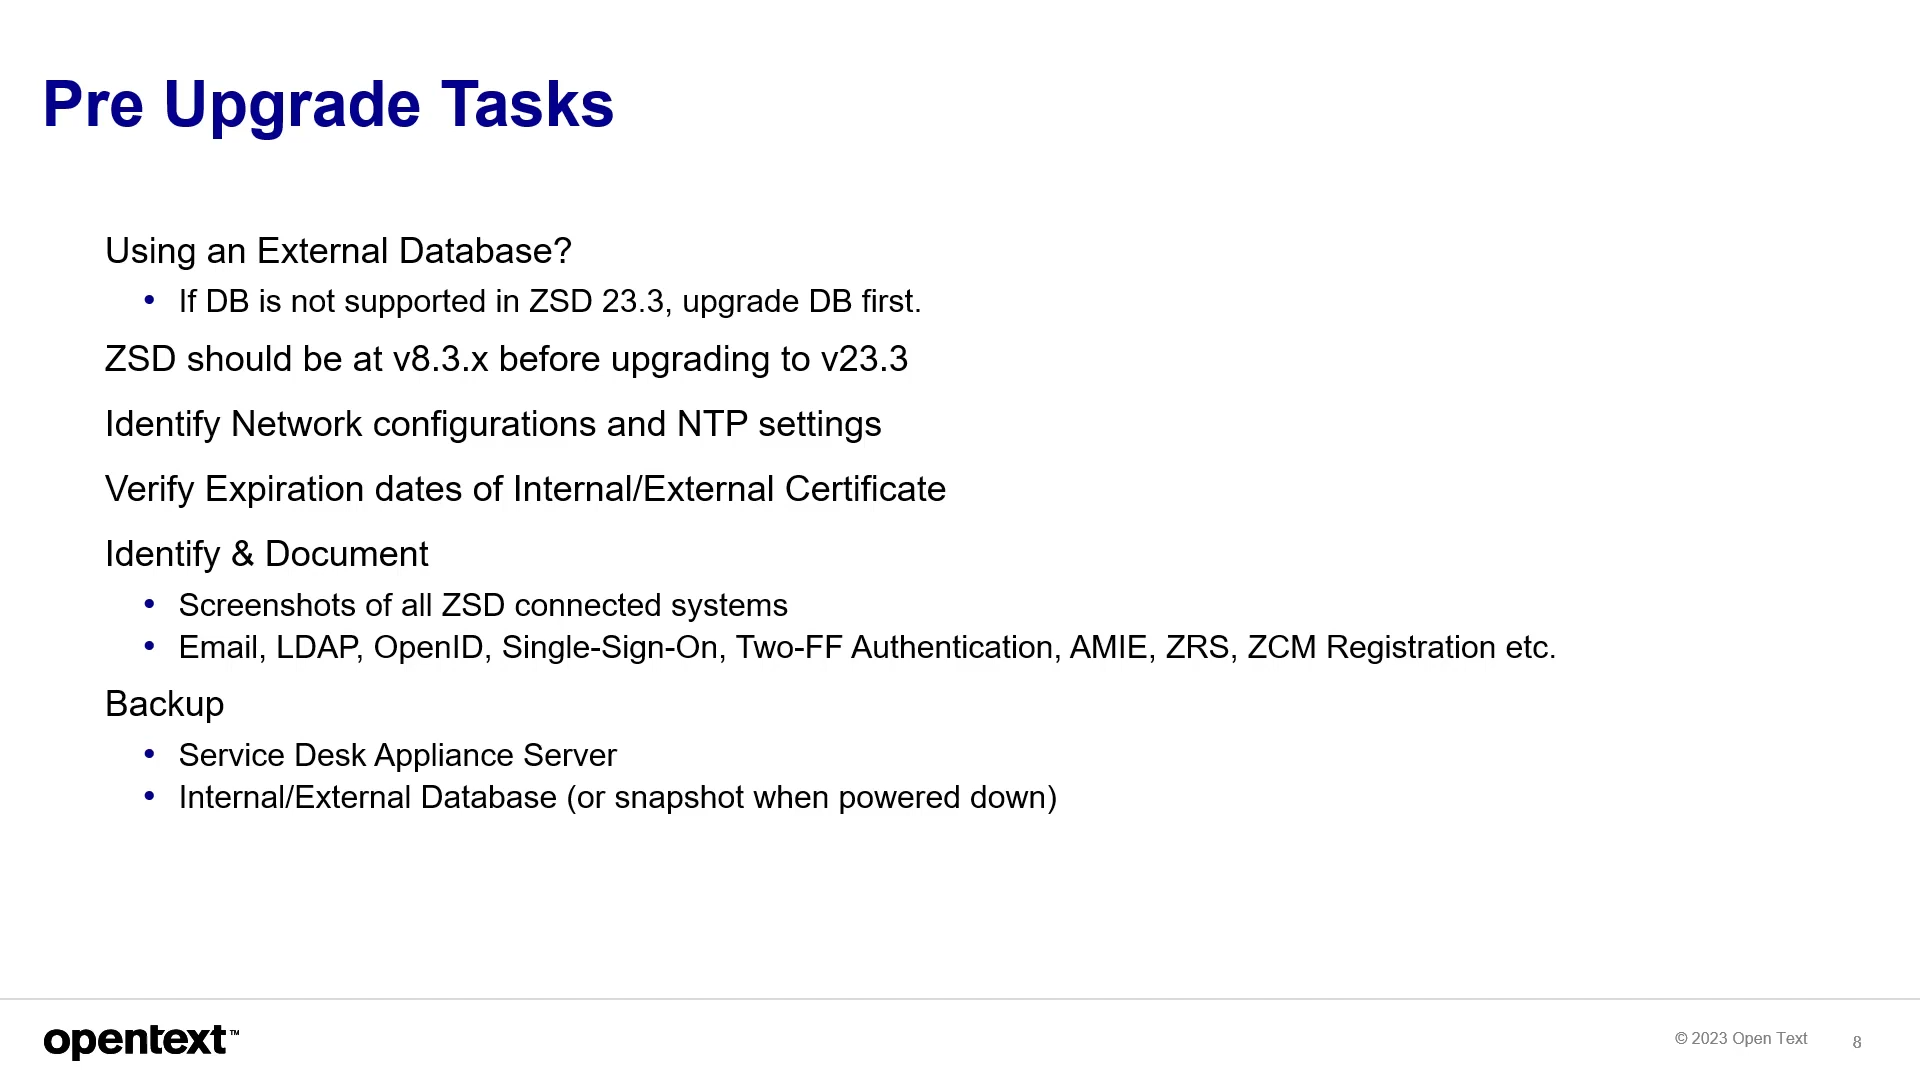 Pre Upgrade Tasks
Using an External Database?
• If DB is not supported in ZSD 23.3, upgrade DB first.
ZSD should be at v8.3.x before upgrading to v23.3
Identify Network configurations and NTP settings
Verify Expiration dates of Internal/External Certificate
Identify & Document
• Screenshots of all ZSD connected systems
• Email, LDAP, OpenID, Single-Sign-On, Two-FF Authentication, AMIE, ZRS, ZCM Registration etc.
Backup
• Service Desk Appliance Server
• Internal/External Database (or snapshot when powered down)
opentext™
© 2023 Open Text
8